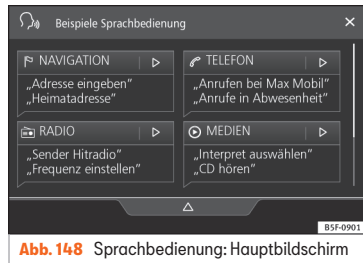 Beispiele Sprachbedienung
NAVIGATION
„Adresse eingeben”
„Heimatadresse”
TELEFON
„Anrufen bei Max Mobil”
„Anrufe in Abwesenheit”
RADIO
„Sender Hitradio”
„Frequenz einstellen”
MEDIEN
„Interpret auswählen”
„CD hören”
B5F-0901
Abb. 148 Sprachbedienung: Hauptbildschirm